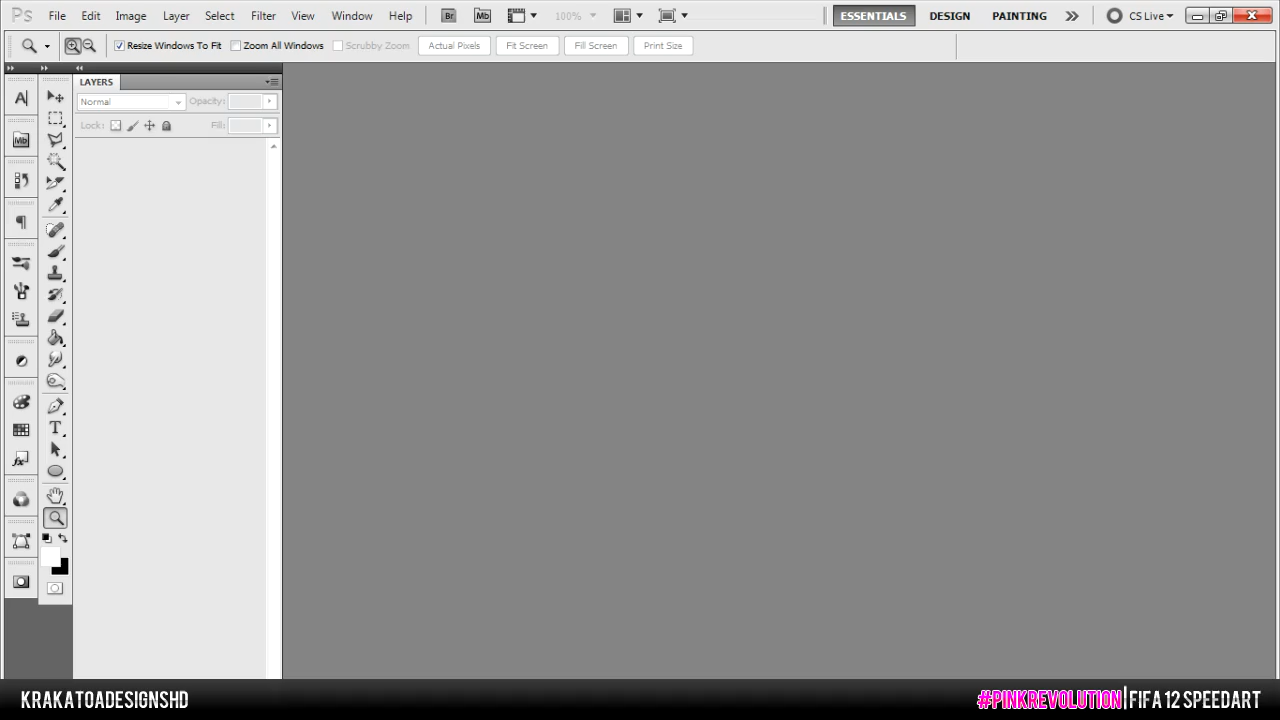 Ps File Edit Image Layer Select Filter View Window Help Br Mb 100% ESSENTIALS DESIGN PAINTING CS Live
Resize Windows To Fit Zoom All Windows Scrubby Zoom Actual Pixels Fit Screen Fill Screen Print Size
LAYERS
Normal Opacity:
Lock: Fill:
A
Mb
¶
T
fx
KRAKATOADESIGNSHD #PINKREVOLUTION | FIFA 12 SPEEDART